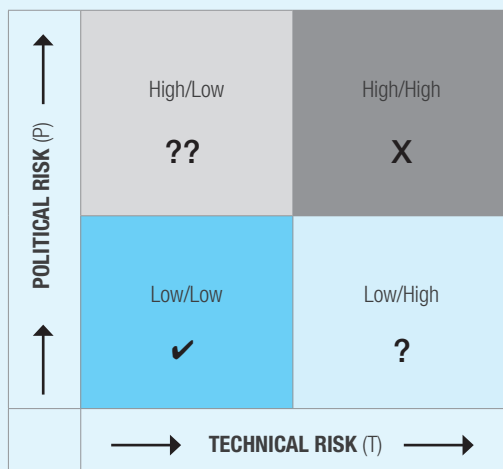 High/Low
??
High/High
X
POLITICAL RISK (P)
Low/Low
✔
Low/High
?
TECHNICAL RISK (T)